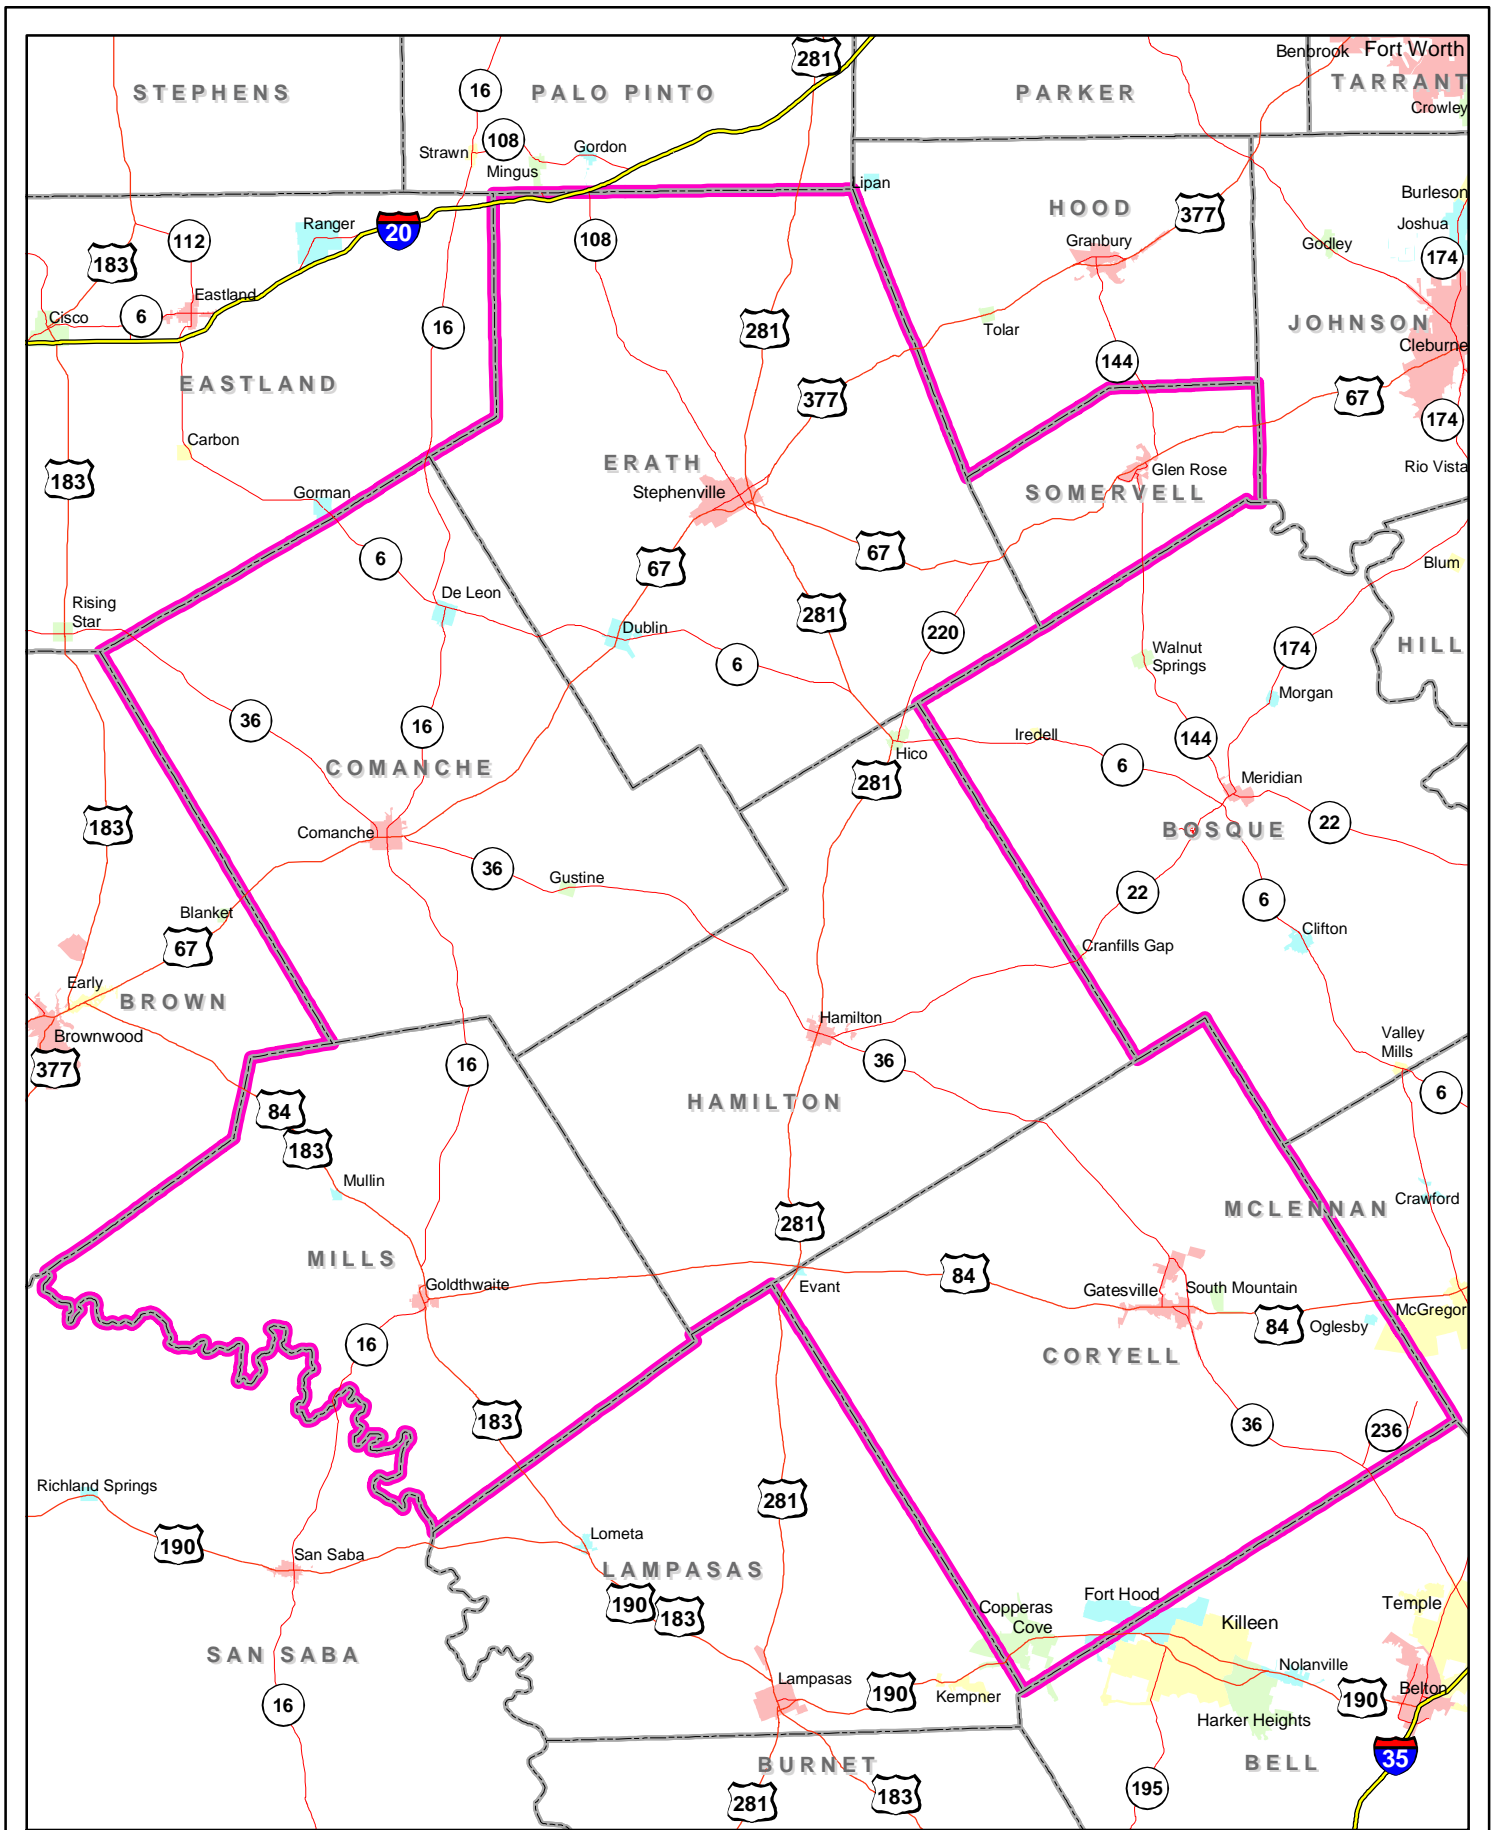 281
Benbrook
Fort Worth
STEPHENS
16
PALO PINTO
PARKER
TARRANT
Crowley
108
Strawn
Mingus
Gordon
Lipan
Burleson
HOOD
377
Joshua
Ranger
20
112
108
Granbury
Godley
174
183
Eastland
Cisco
6
16
281
Tolar
JOHNSON
Cleburne
144
EASTLAND
377
67
174
Carbon
ERATH
Glen Rose
Rio Vista
183
Stephenville
SOMERVELL
Gorman
6
67
67
Blum
Rising
Star
De Leon
Dublin
281
220
6
Walnut
Springs
174
HILL
Morgan
36
16
Hico
Iredell
144
6
COMANCHE
281
Meridian
183
Comanche
BOSQUE
22
36
Gustine
22
6
Blanket
67
Clifton
Cranfills Gap
Early
BROWN
Brownwood
Hamilton
Valley
Mills
377
16
36
6
84
HAMILTON
183
Mullin
Crawford
281
MCLENNAN
MILLS
Goldthwaite
Evant
84
Gatesville
South Mountain
84
Oglesby
McGregor
16
CORYELL
183
36
236
Richland Springs
281
190
San Saba
Lometa
LAMPASAS
190
183
Copperas
Cove
Fort Hood
Killeen
Temple
SAN SABA
Lampasas
190
Kempner
Nolanville
190
Belton
16
Harker Heights
35
BURNET
BELL
281
183
195